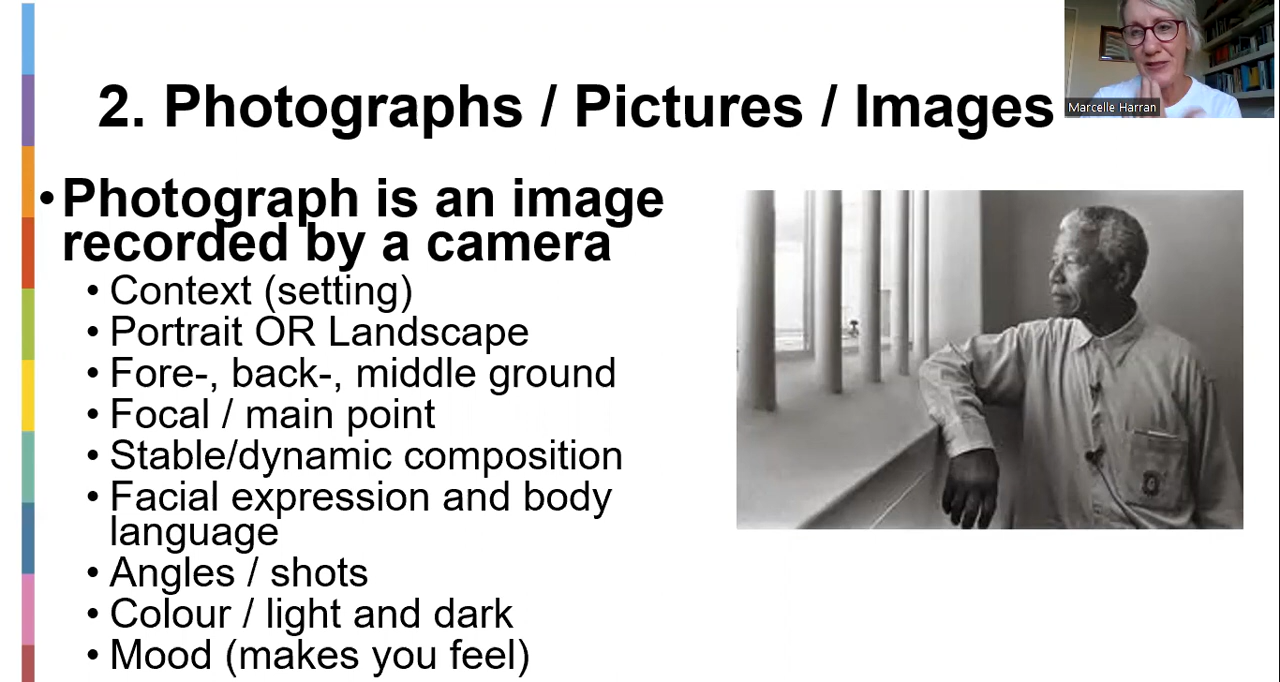 2. Photographs / Pictures / Images
Marcelle Harran
•Photograph is an image
recorded by a camera
• Context (setting)
• Portrait OR Landscape
• Fore-, back-, middle ground
• Focal / main point
• Stable/dynamic composition
• Facial expression and body
language
• Angles / shots
• Colour / light and dark
• Mood (makes you feel)